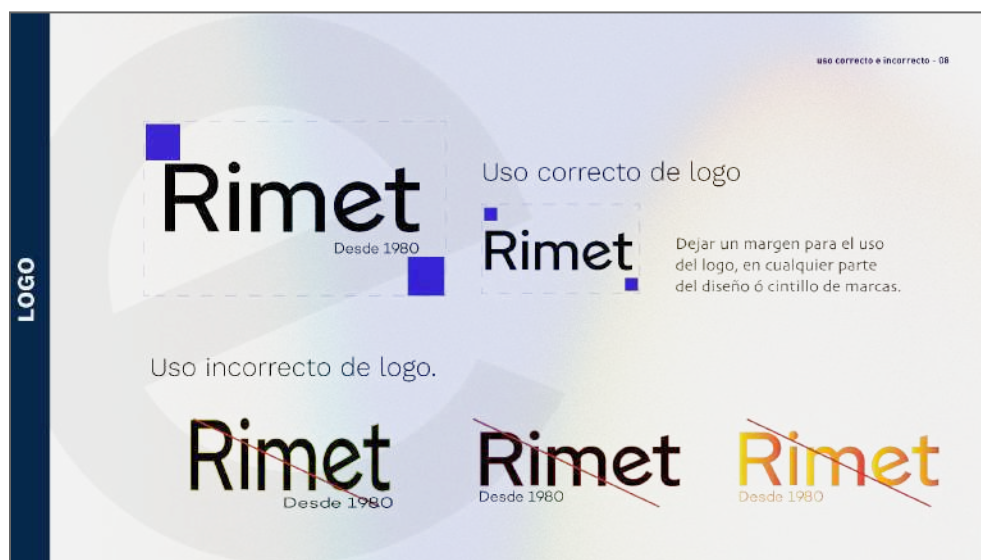 uso correcto e incorrecto - 08
LOGO
Rimet
Desde 1980
Uso correcto de logo
Rimet
Dejar un margen para el uso
del logo, en cualquier parte
del diseño ó cintillo de marcas.
Uso incorrecto de logo.
Rimet
Desde 1980
Rimet
Desde 1980
Rimet
Desde 1980